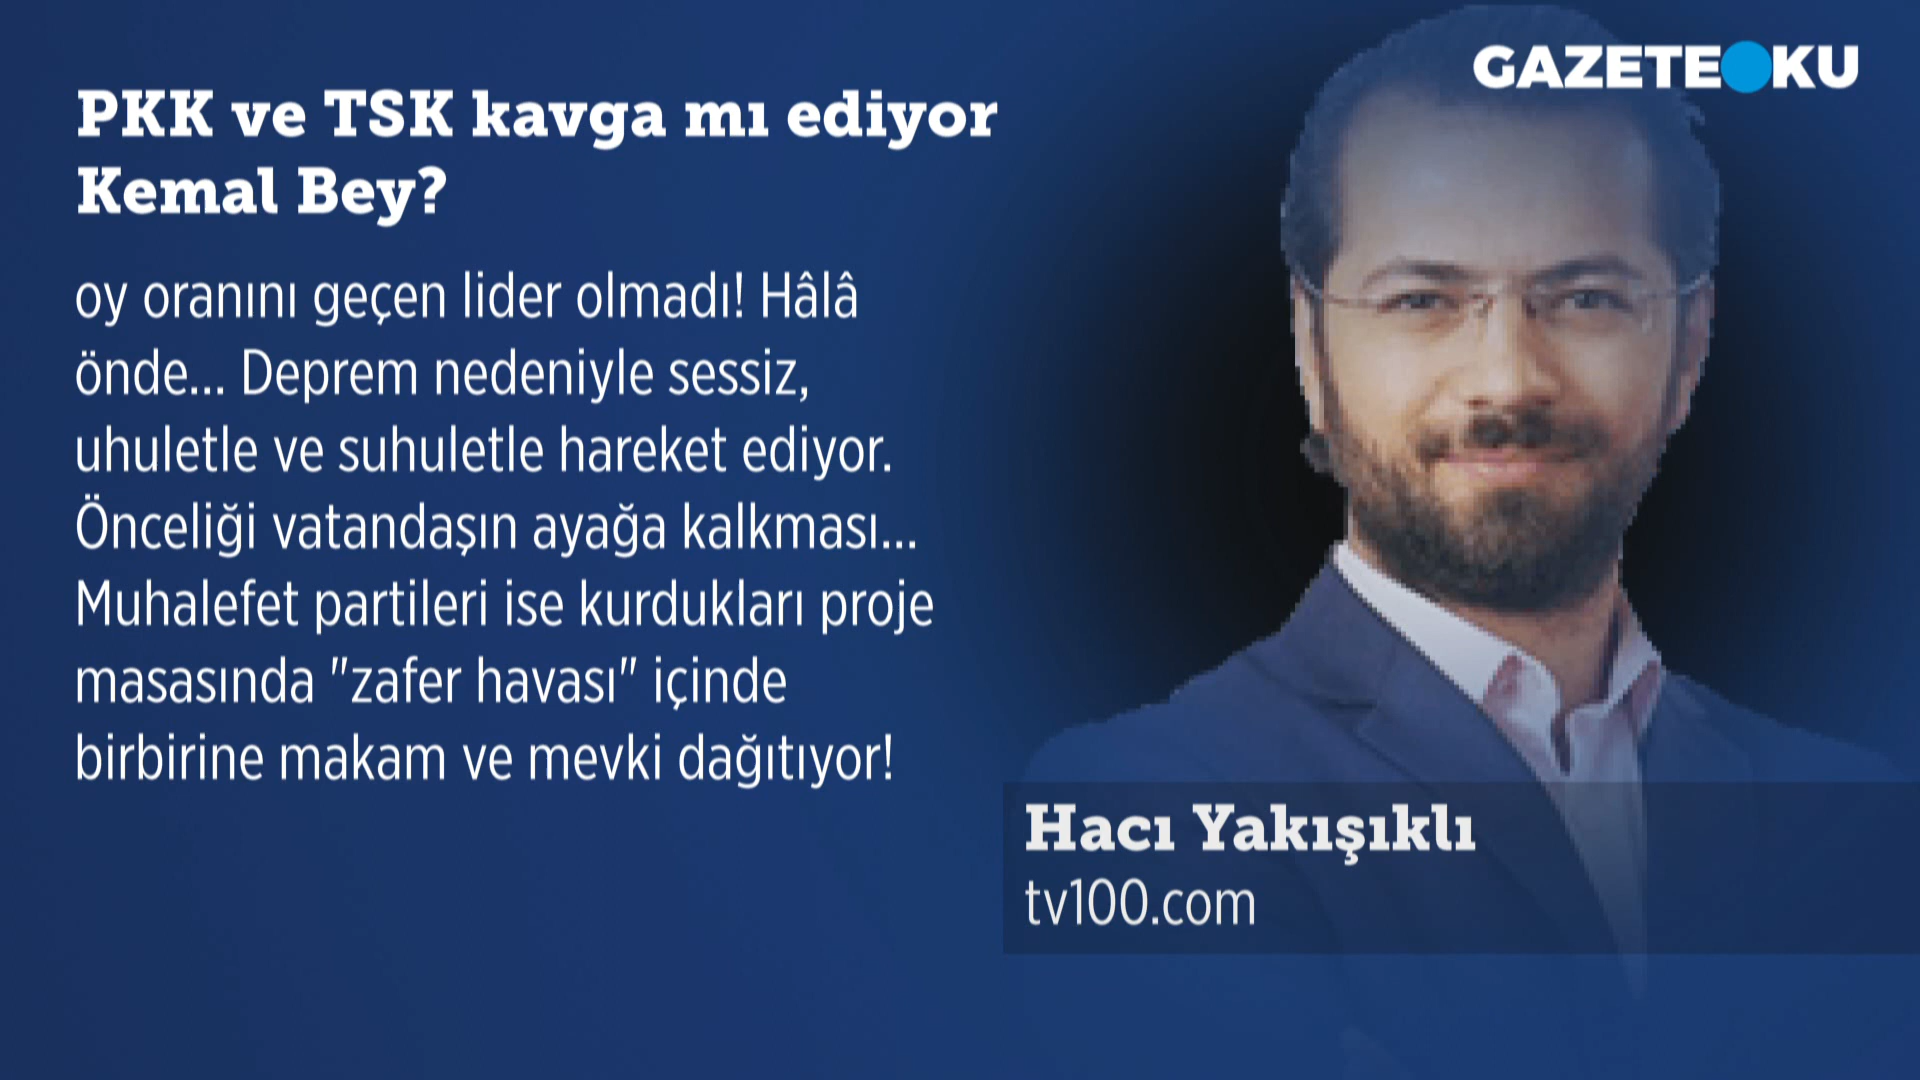 GAZETE KU
PKK ve TSK kavga mı ediyor
Kemal Bey?
oy oranını geçen lider olmadı! Hâlâ
önde... Deprem nedeniyle sessiz,
uhuletle ve suhuletle hareket ediyor.
Önceliği vatandaşın ayağa kalkması...
Muhalefet partileri ise kurdukları proje
masasında "zafer havası" içinde
birbirine makam ve mevki dağıtıyor!
Hacı Yakışıklı
tv100.com